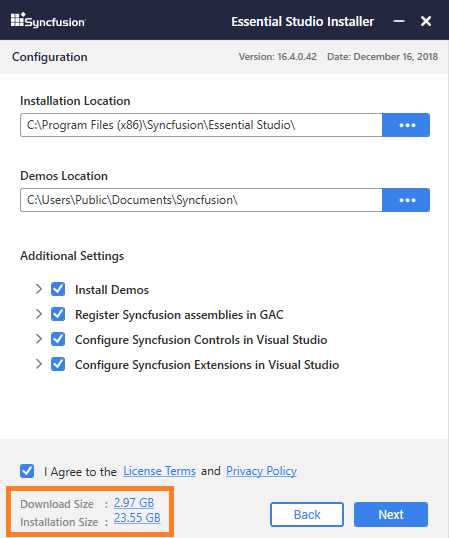 Syncfusion Essential Studio Installer
Configuration Version: 16.4.0.42 Date: December 16, 2018
Installation Location
C:\Program Files (x86)\Syncfusion\Essential Studio\
Demos Location
C:\Users\Public\Documents\Syncfusion\
Additional Settings
Install Demos
Register Syncfusion assemblies in GAC
Configure Syncfusion Controls in Visual Studio
Configure Syncfusion Extensions in Visual Studio
I Agree to the License Terms and Privacy Policy
Download Size : 2.97 GB
Installation Size : 23.55 GB
Back Next